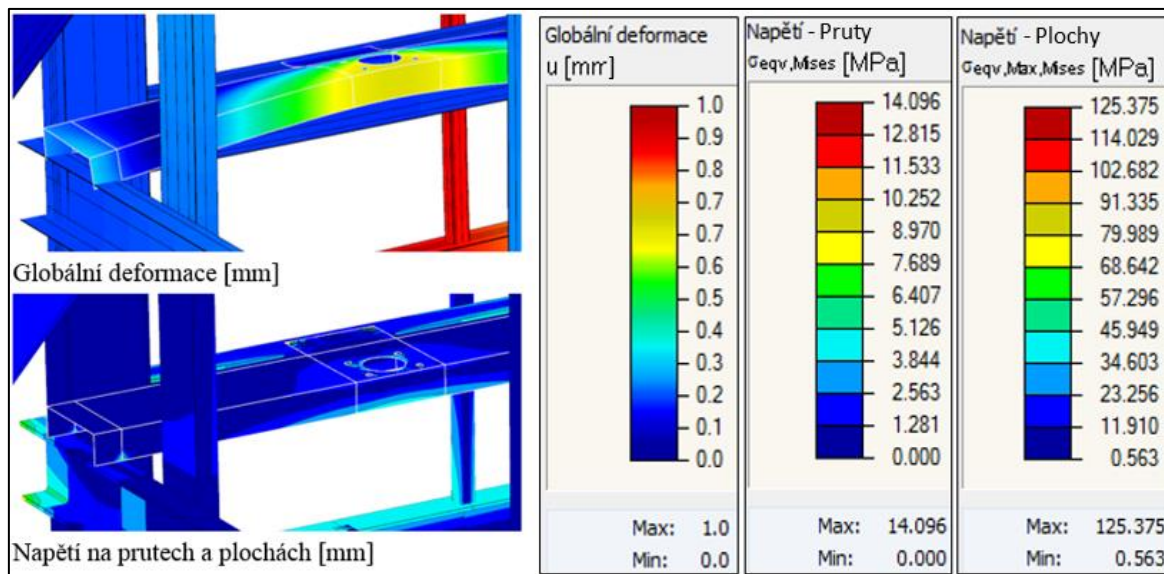 Globální deformace [mm]
Napětí na prutech a plochách [mm]
Globální deformace
u [mm]
1.0
0.9
0.8
0.7
0.7
0.6
0.5
0.4
0.3
0.2
0.1
0.0
Max: 1.0
Min: 0.0
Napětí - Pruty
σeqv,Mises [MPa]
14.096
12.815
11.533
10.252
8.970
7.689
6.407
5.126
3.844
2.563
1.281
0.000
Max: 14.096
Min: 0.000
Napětí - Plochy
σeqv,Max,Mises [MPa]
125.375
114.029
102.682
91.335
79.989
68.642
57.296
45.949
34.603
23.256
11.910
0.563
Max: 125.375
Min: 0.563